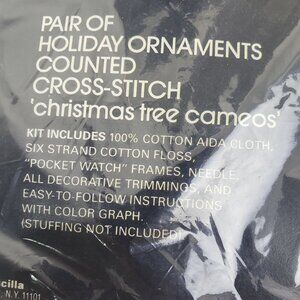 PAIR OF
HOLIDAY ORNAMENTS
COUNTED
CROSS-STITCH
'christmas tree cameos'
KIT INCLUDES 100% COTTON AIDA CLOTH,
SIX STRAND COTTON FLOSS,
"POCKET WATCH" FRAMES, NEEDLE,
ALL DECORATIVE TRIMMINGS, AND
EASY-TO-FOLLOW INSTRUCTIONS
WITH COLOR GRAPH.
(STUFFING NOT INCLUDED)
cilla
, N.Y. 11101